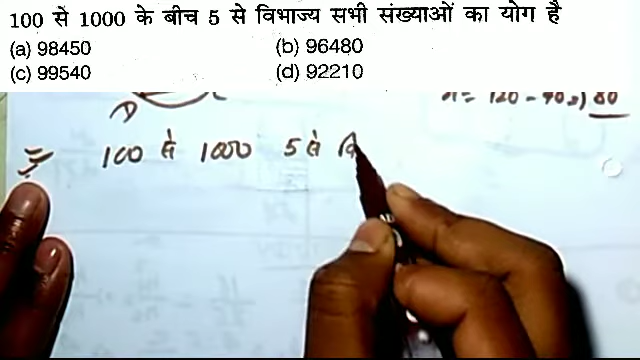 100 से 1000 के बीच 5 से विभाज्य सभी संख्याओं का योग है
(a) 98450 (b) 96480
(c) 99540 (d) 92210
100 से 1000 5 से